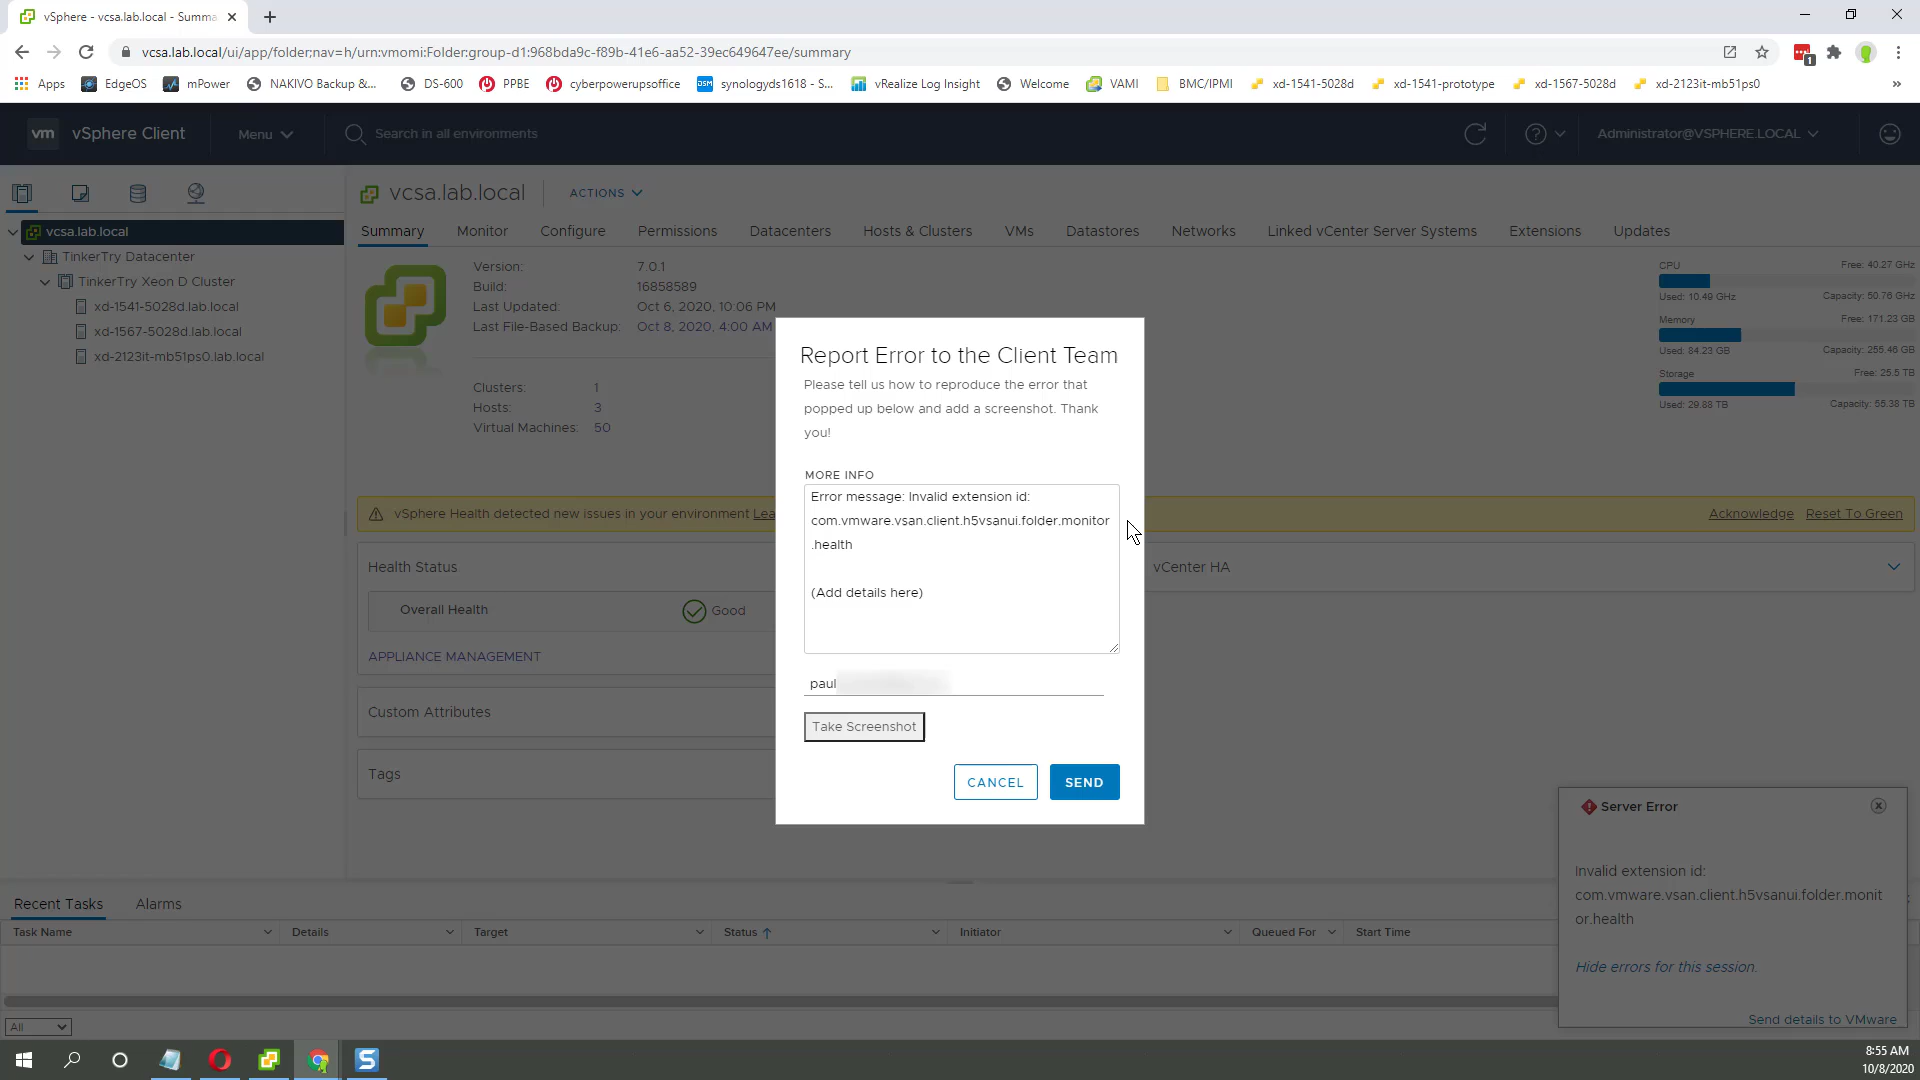 vSphere - vcsa.lab.local - Summa
vcsa.lab.local/ui/app/folder;nav=h/urn:vmomi:Folder:group-d1:968bda9c-f89b-41e6-aa52-39ec649647ee/summary
1
Apps
EdgeOS
mPower
NAKIVO Backup &...
DS-600
PPBE
cyberpowerupsoffice
DSM
synologyds1618 - S...
vRealize Log Insight
Welcome
VAMI
BMC/IPMI
xd-1541-5028d
xd-1541-prototype
xd-1567-5028d
xd-2123it-mb51ps0
»
vm
vSphere Client
Menu
Search in all environments
Administrator@VSPHERE.LOCAL
vcsa.lab.local
TinkerTry Datacenter
TinkerTry Xeon D Cluster
xd-1541-5028d.lab.local
xd-1567-5028d.lab.local
xd-2123it-mb51ps0.lab.local
vcsa.lab.local
ACTIONS
Summary
Monitor
Configure
Permissions
Datacenters
Hosts & Clusters
VMs
Datastores
Networks
Linked vCenter Server Systems
Extensions
Updates
Version: 7.0.1
Build: 16858589
Last Updated: Oct 6, 2020, 10:06 PM
Last File-Based Backup: Oct 8, 2020, 4:00 AM
Clusters: 1
Hosts: 3
Virtual Machines: 50
CPU Free: 40.27 GHz
Used: 10.49 GHz Capacity: 50.76 GHz
Memory Free: 171.23 GB
Used: 84.23 GB Capacity: 255.46 GB
Storage Free: 25.5 TB
Used: 29.88 TB Capacity: 55.38 TB
vSphere Health detected new issues in your environment Lea
Acknowledge
Reset To Green
Health Status
Overall Health
Good
APPLIANCE MANAGEMENT
Custom Attributes
Tags
vCenter HA
Report Error to the Client Team
Please tell us how to reproduce the error that
popped up below and add a screenshot. Thank
you!
MORE INFO
Error message: Invalid extension id:
com.vmware.vsan.client.h5vsanui.folder.monitor
.health
(Add details here)
paul
Take Screenshot
CANCEL
SEND
Server Error
Invalid extension id:
com.vmware.vsan.client.h5vsanui.folder.monit
or.health
Hide errors for this session.
Send details to VMware
Recent Tasks
Alarms
Task Name
Details
Target
Status
Initiator
Queued For
Start Time
All
8:55 AM
10/8/2020